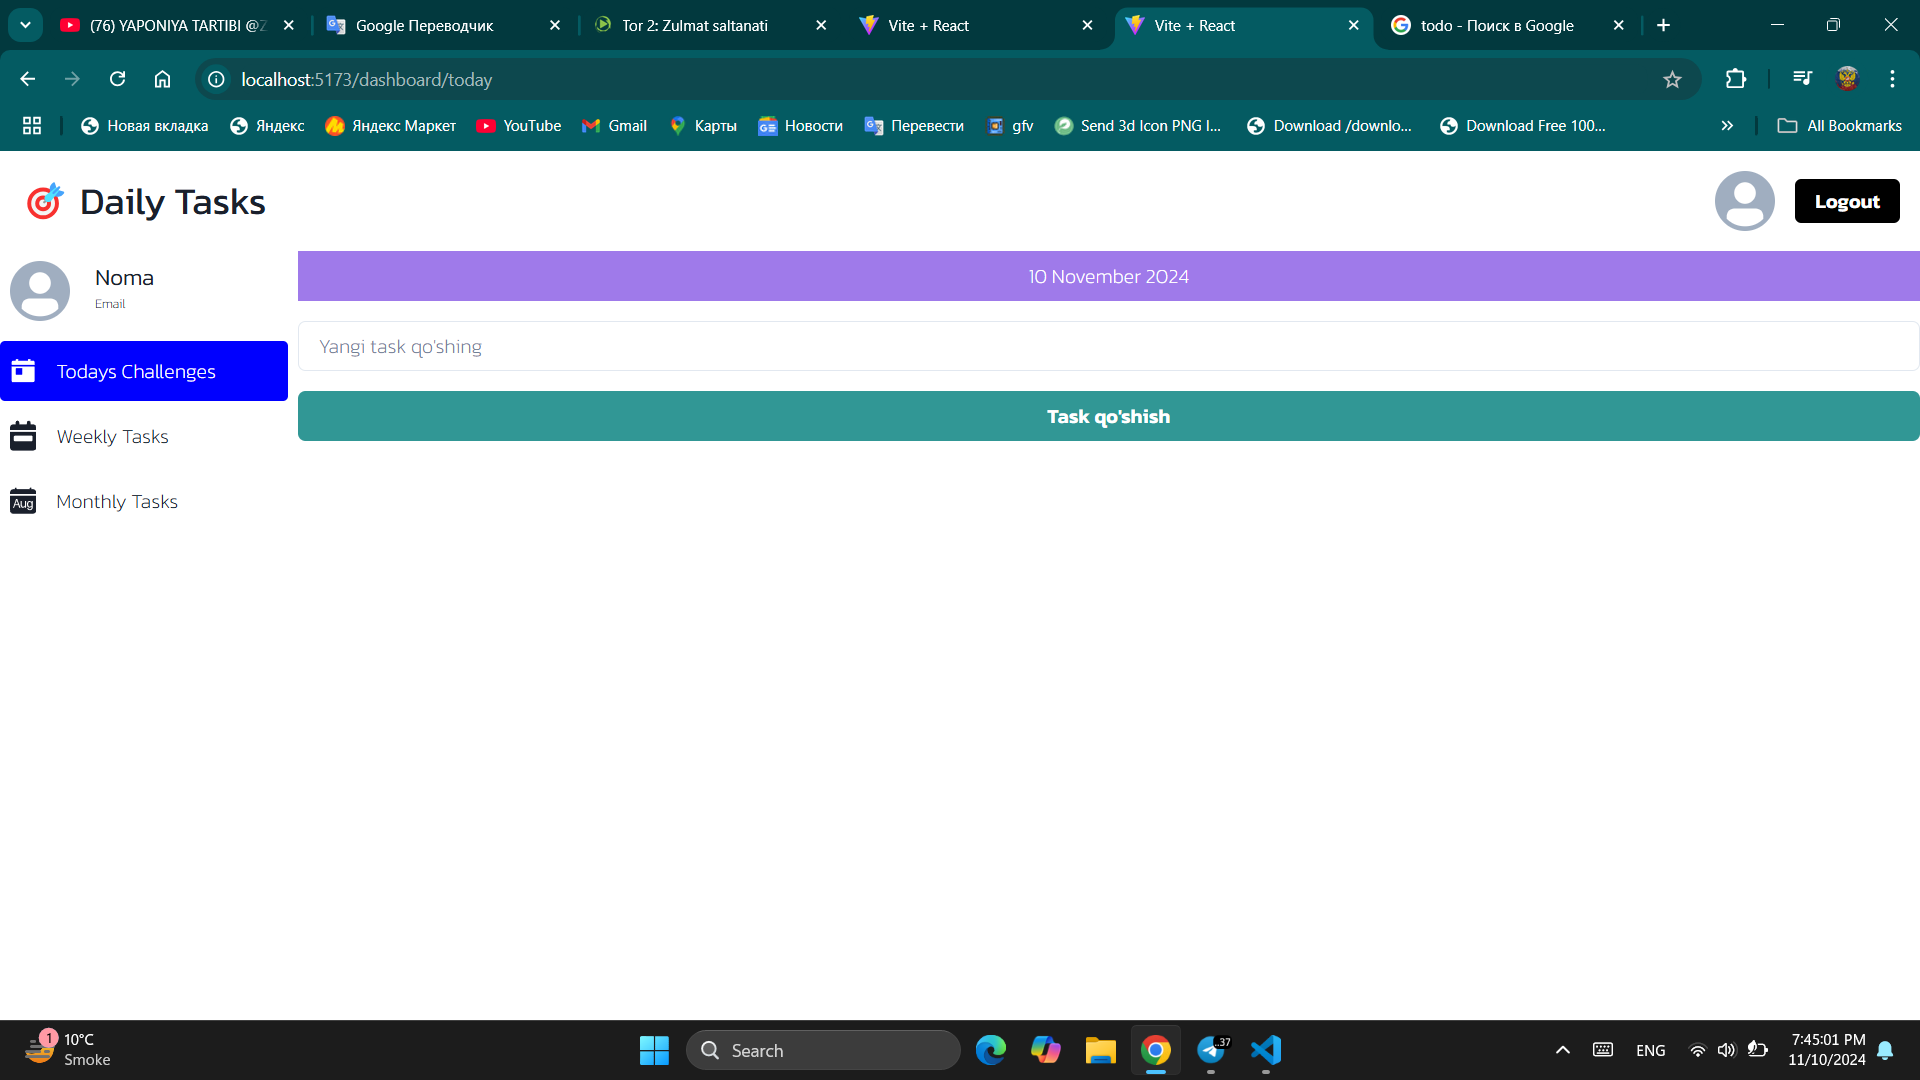 (76) YAPONIYA TARTIBI @Z
Google Переводчик
Tor 2: Zulmat saltanati
Vite + React
Vite + React
todo - Поиск в Google
localhost:5173/dashboard/today
Новая вкладка
Яндекс
Яндекс Маркет
YouTube
Gmail
Карты
Новости
Перевести
gfv
Send 3d Icon PNG I...
Download /downlo...
Download Free 100...
All Bookmarks
Daily Tasks
Logout
Noma
Email
10 November 2024
Yangi task qo'shing
Todays Challenges
Task qo'shish
Weekly Tasks
Aug
Monthly Tasks
1
10°C
Smoke
Search
..37
ENG
7:45:01 PM
11/10/2024